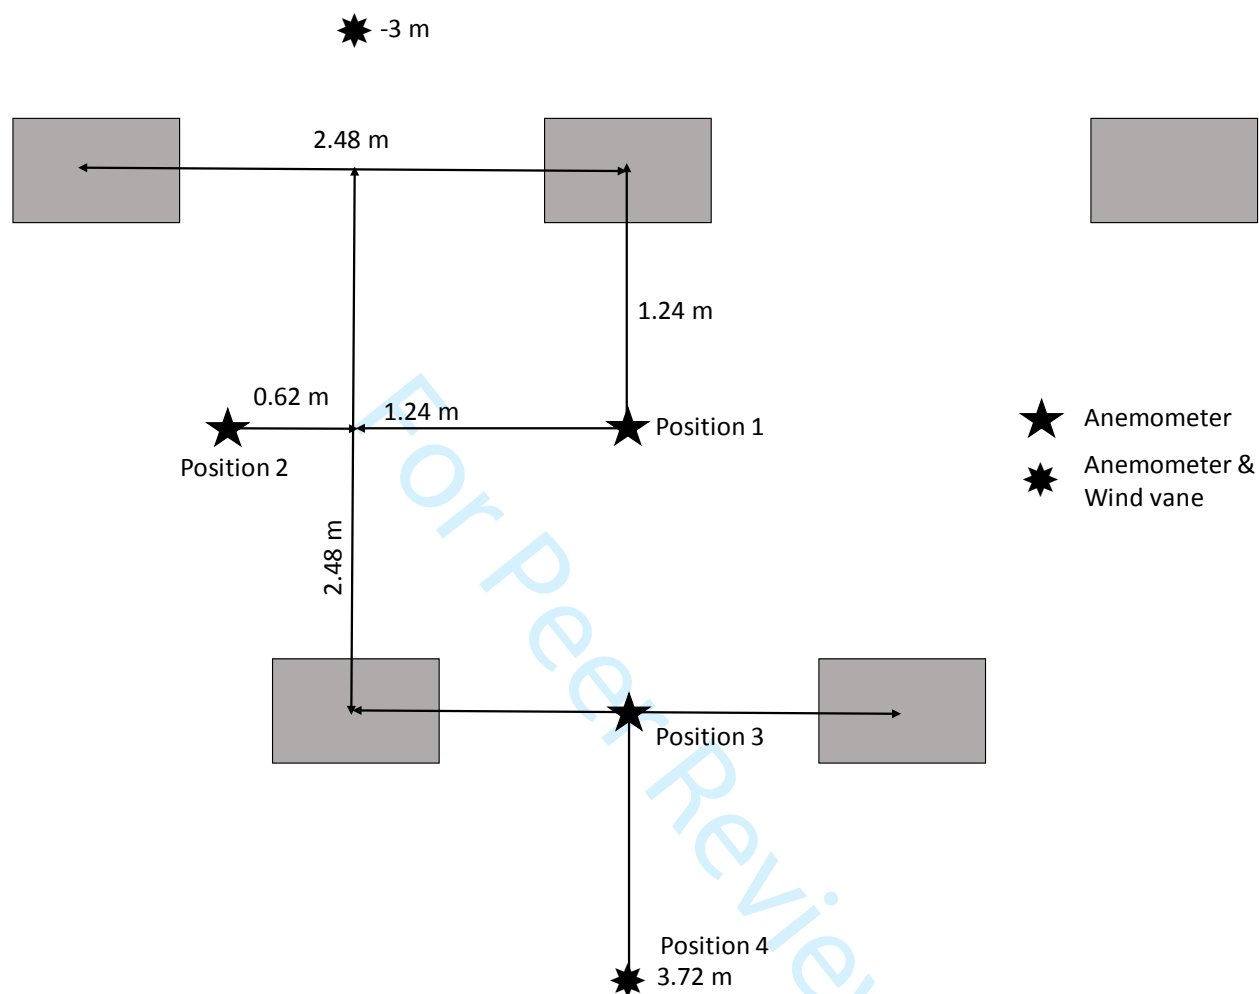 -3 m
2.48 m
1.24 m
0.62 m
1.24 m
Position 1
Position 2
Anemometer
Anemometer &
Wind vane
2.48 m
Position 3
Position 4
3.72 m
For Peer Review